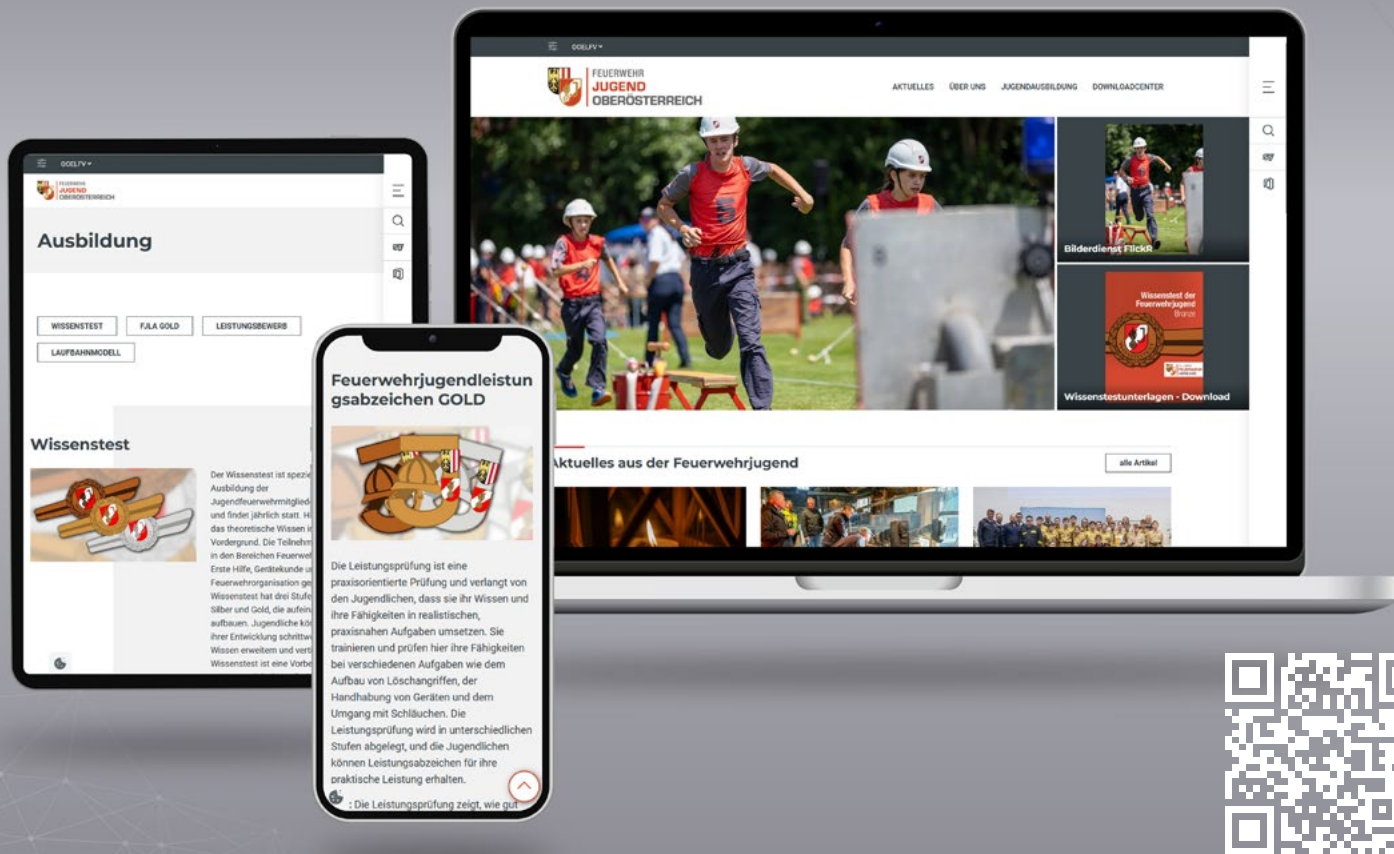 OOELFV
FEUERWEHR
JUGEND
OBERÖSTERREICH
AKTUELLES ÜBER UNS JUGENDAUSBILDUNG DOWNLOADCENTER
Bilderdienst FlickR
Wissenstest der
Feuerwehrjugend
Bronze
Wissenstestunterlagen - Download
Aktuelles aus der Feuerwehrjugend
alle Artikel
OOELFV
FEUERWEHR
JUGEND
OBERÖSTERREICH
Ausbildung
WISSENSTEST FJLA GOLD LEISTUNGSBEWERB
LAUFBAHNMODELL
Wissenstest
Der Wissenstest ist spezie
Ausbildung der
Jugendfeuerwehrmitglied
und findet jährlich statt. H
das theoretische Wissen i
Vordergrund. Die Teilnehm
in den Bereichen Feuerwe
Erste Hilfe, Gerätekunde u
Feuerwehrorganisation ge
Wissenstest hat drei Stufe
Silber und Gold, die aufein
aufbauen. Jugendliche kö
ihrer Entwicklung schrittw
Wissen erweitern und verti
Wissenstest ist eine Vorbe
Feuerwehrjugendleistun
gsabzeichen GOLD
Die Leistungsprüfung ist eine
praxisorientierte Prüfung und verlangt von
den Jugendlichen, dass sie ihr Wissen und
ihre Fähigkeiten in realistischen,
praxisnahen Aufgaben umsetzen. Sie
trainieren und prüfen hier ihre Fähigkeiten
bei verschiedenen Aufgaben wie dem
Aufbau von Löschangriffen, der
Handhabung von Geräten und dem
Umgang mit Schläuchen. Die
Leistungsprüfung wird in unterschiedlichen
Stufen abgelegt, und die Jugendlichen
können Leistungsabzeichen für ihre
praktische Leistung erhalten.
: Die Leistungsprüfung zeigt, wie gut